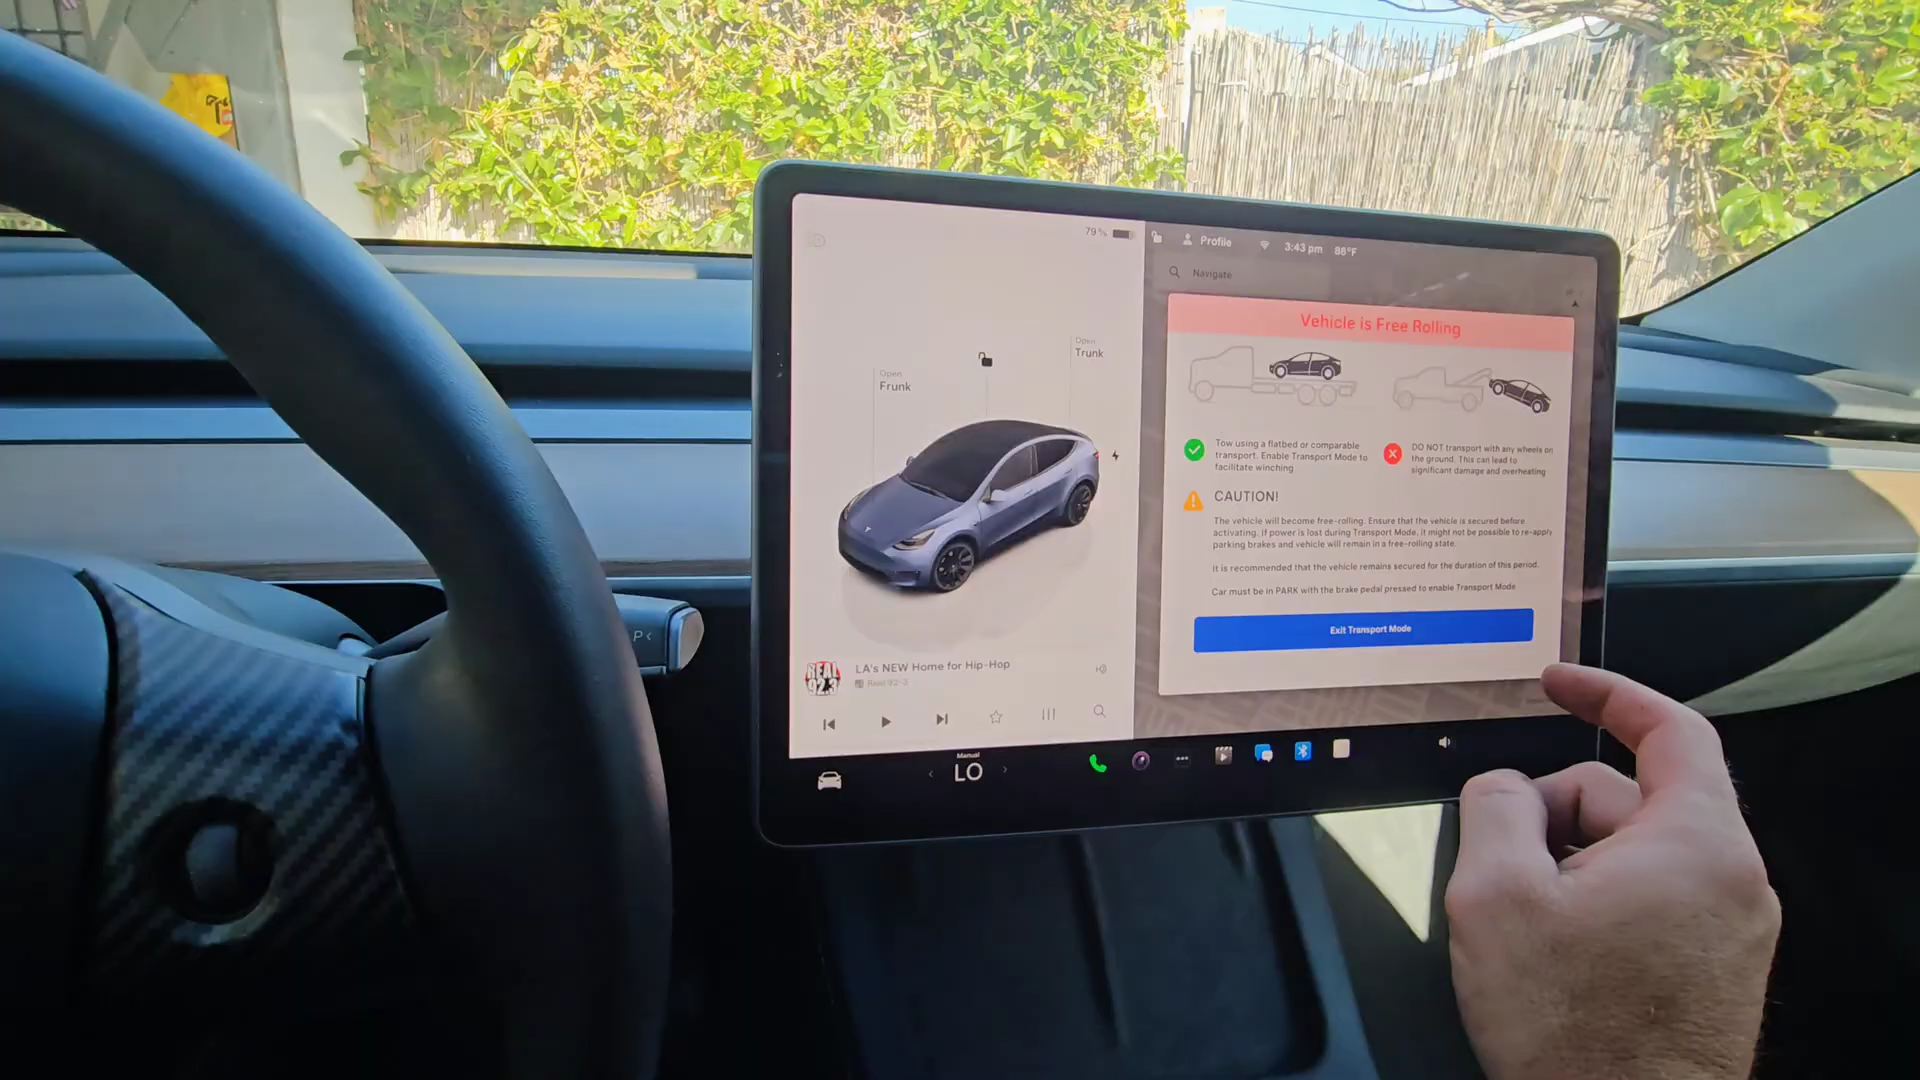 79 %
Profile
3:43 pm
88°F
Navigate
Open
Trunk
Open
Frunk
Vehicle is Free Rolling
Tow using a flatbed or comparable
transport. Enable Transport Mode to
facilitate winching
DO NOT transport with any wheels on
the ground. This can lead to
significant damage and overheating
CAUTION!
The vehicle will become free-rolling. Ensure that the vehicle is secured before
activating. If power is lost during Transport Mode, it might not be possible to re-apply
parking brakes and vehicle will remain in a free-rolling state.
It is recommended that the vehicle remains secured for the duration of this period.
Car must be in PARK with the brake pedal pressed to enable Transport Mode
Exit Transport Mode
P
REAL
92.3
LA's NEW Home for Hip-Hop
Real 92-3
Manual
LO